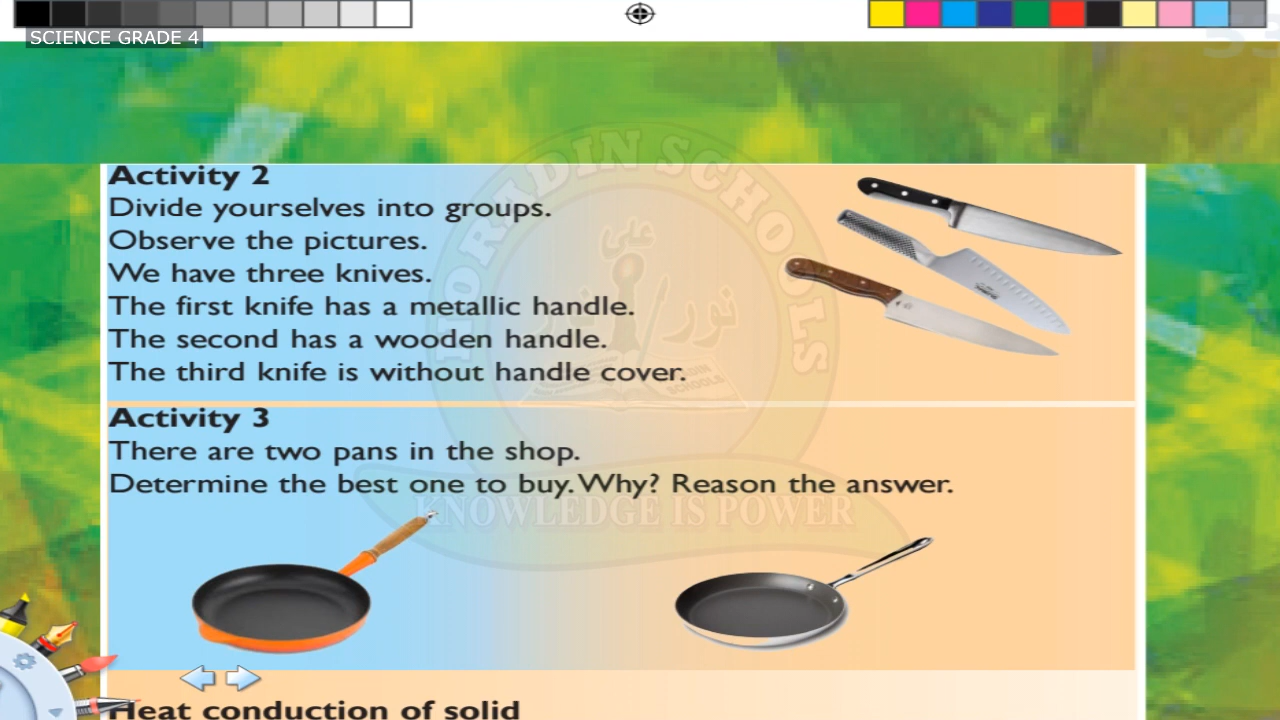 SCIENCE GRADE 4
Activity 2
Divide yourselves into groups.
Observe the pictures.
We have three knives.
The first knife has a metallic handle.
The second has a wooden handle.
The third knife is without handle cover.
Activity 3
There are two pans in the shop.
Determine the best one to buy. Why? Reason the answer.
Heat conduction of solid
NOORADIN SCHOOLS
KNOWLEDGE IS POWER